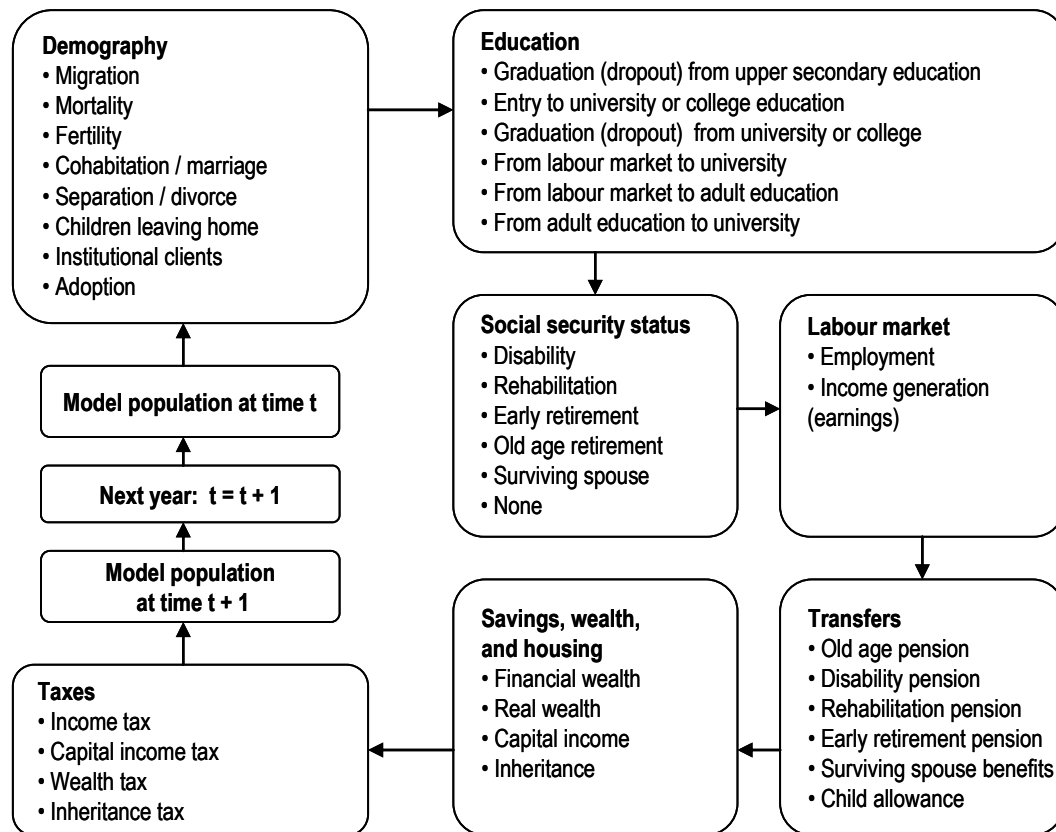 Demography
• Migration
• Mortality
• Fertility
• Cohabitation / marriage
• Separation / divorce
• Children leaving home
• Institutional clients
• Adoption
Education
• Graduation (dropout) from upper secondary education
• Entry to university or college education
• Graduation (dropout)  from university or college
• From labour market to university
• From labour market to adult education
• From adult education to university
Social security status
• Disability
• Rehabilitation
• Early retirement
• Old age retirement
• Surviving spouse
• None
Labour market
• Employment
• Income generation
(earnings)
Transfers
• Old age pension
• Disability pension
• Rehabilitation pension
• Early retirement pension
• Surviving spouse benefits
• Child allowance
Savings, wealth,
and housing
• Financial wealth
• Real wealth
• Capital income
• Inheritance
Taxes
• Income tax
• Capital income tax
• Wealth tax
• Inheritance tax
Model population
at time t + 1
Next year:  t = t + 1
Model population at time t